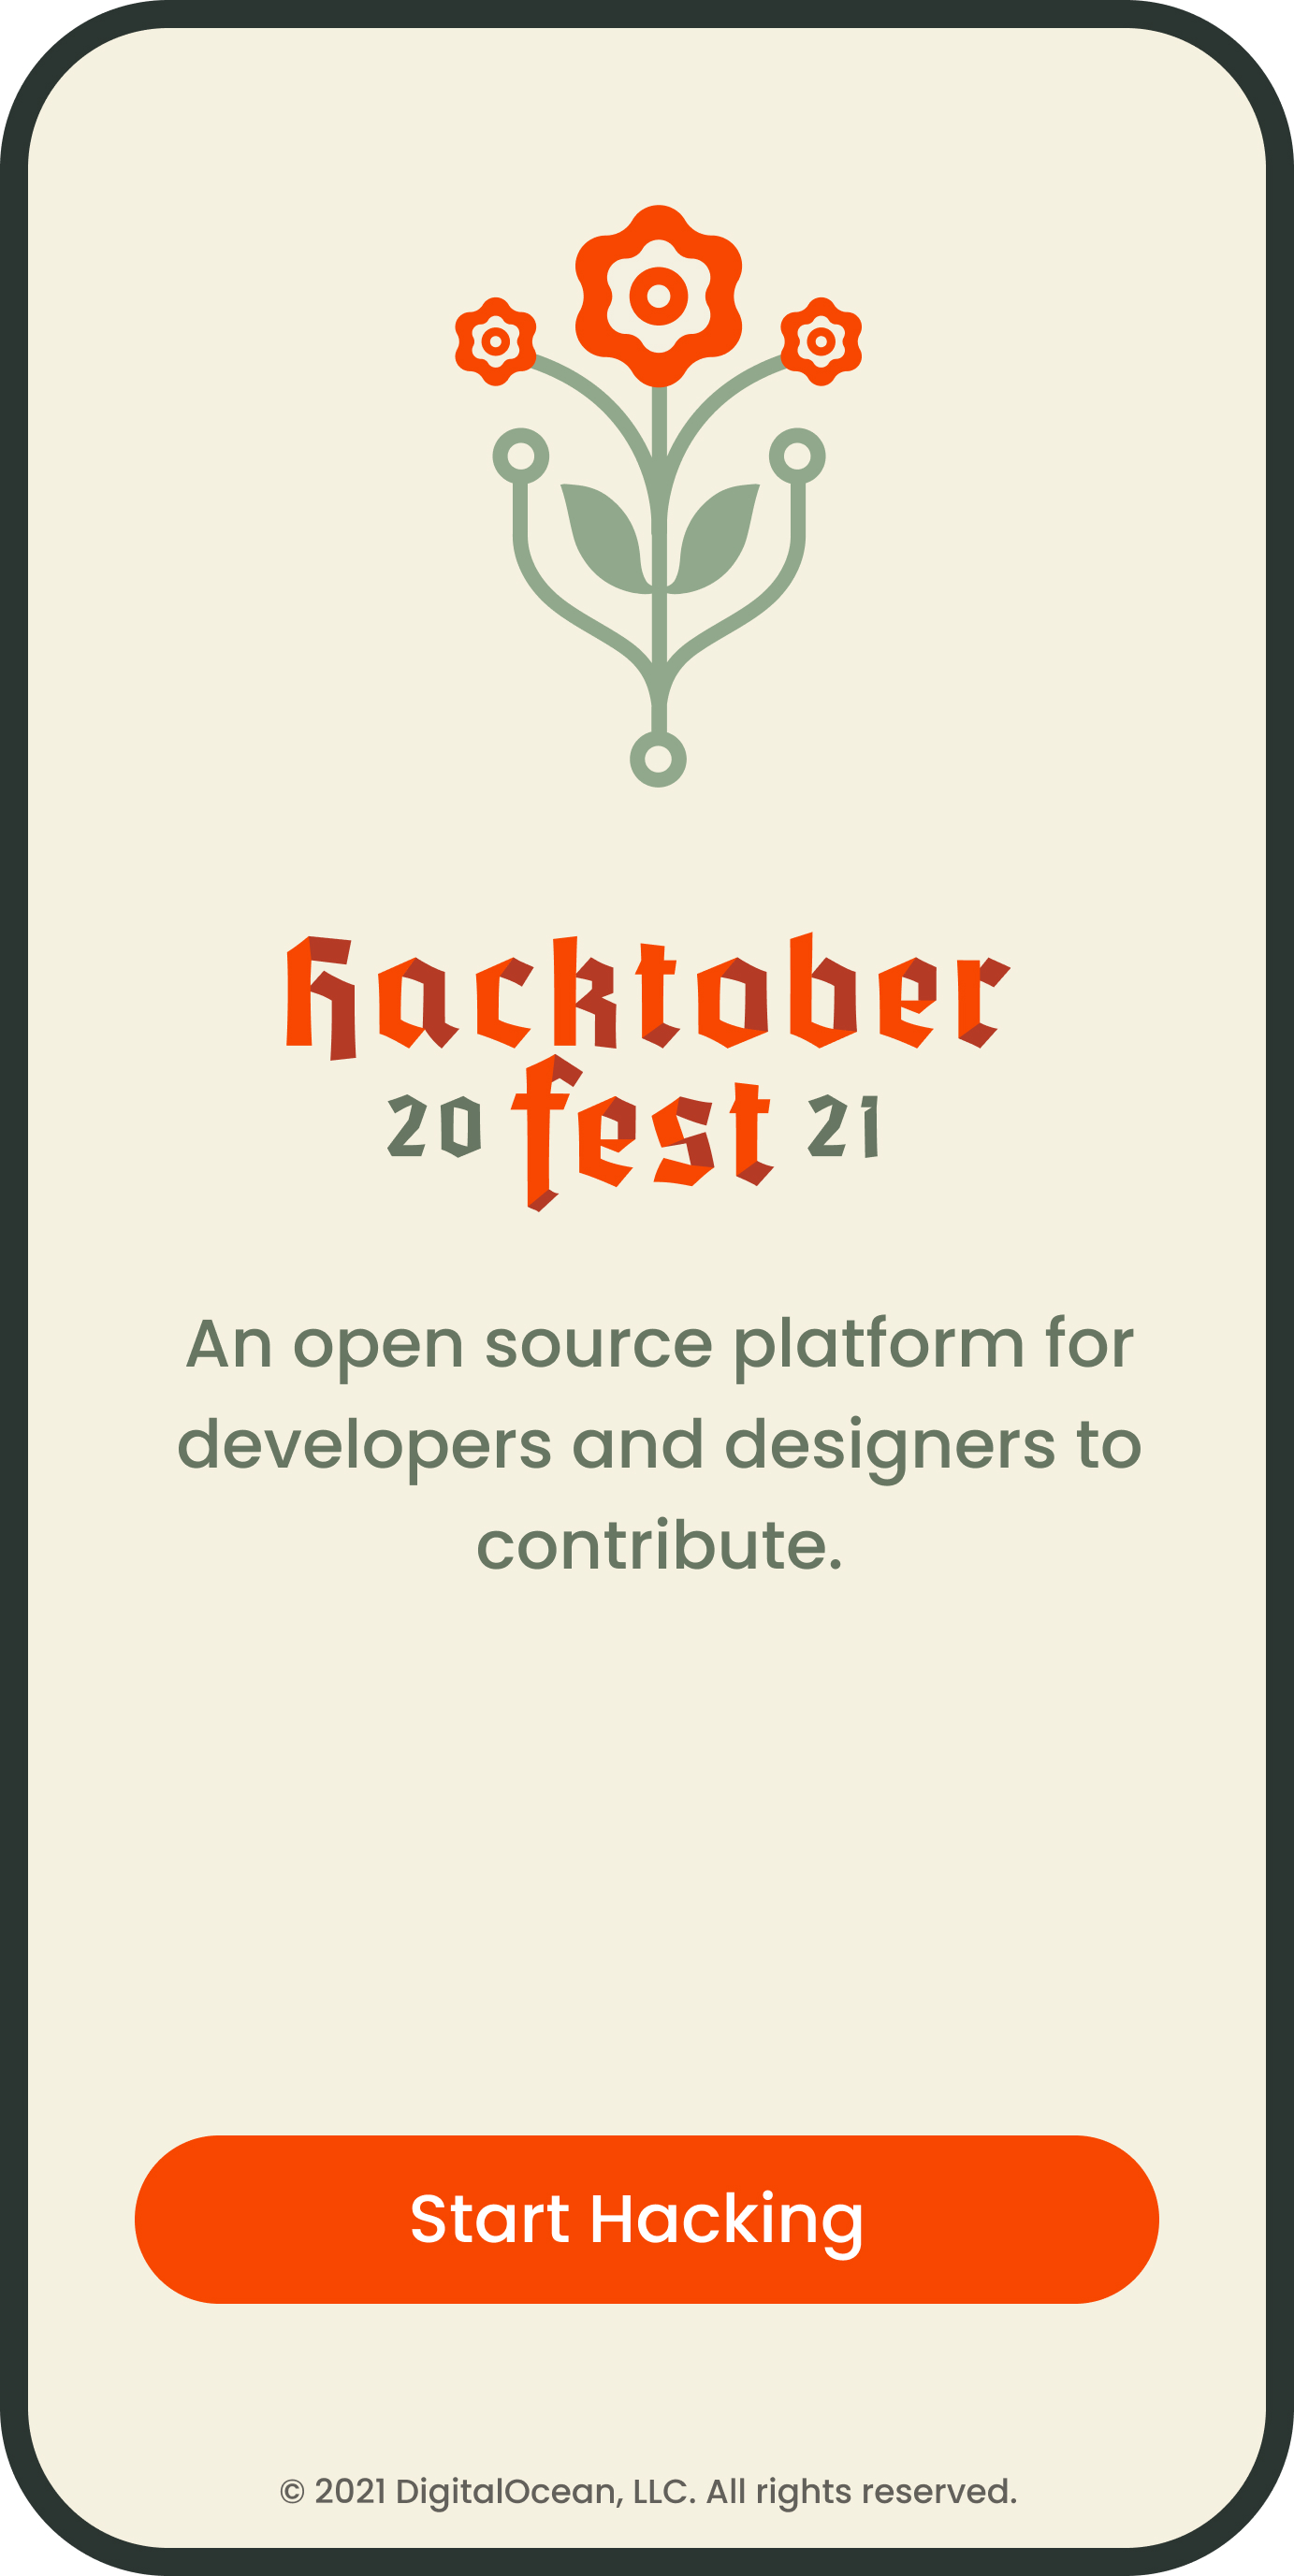 hacktober
20 fest 21
An open source platform for
developers and designers to
contribute.
Start Hacking
© 2021 DigitalOcean, LLC. All rights reserved.